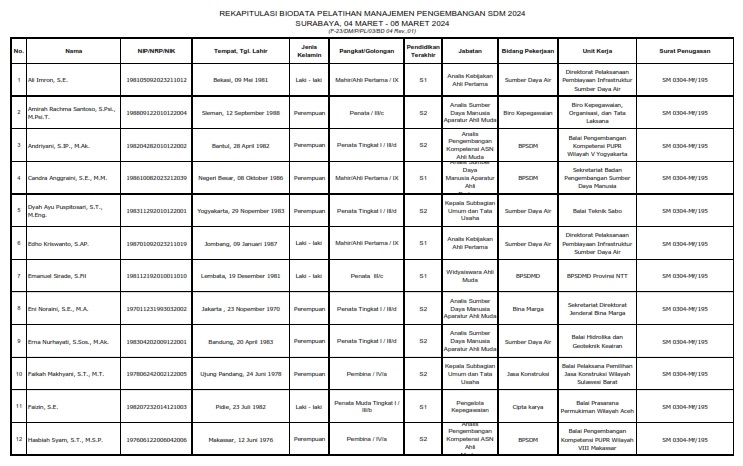 REKAPITULASI BIODATA PELATIHAN MANAJEMEN PENGEMBANGAN SDM 2024
SURABAYA, 04 MARET - 08 MARET 2024
(F-23/DM/P/PL/03/BD 04 Rev.:01)
No. Nama NIP/NRP/NIK Tempat, Tgl. Lahir Jenis Kelamin Pangkat/Golongan Pendidikan Terakhir Jabatan Bidang Pekerjaan Unit Kerja Surat Penugasan
1 Ali Imron, S.E. 198105092023211012 Bekasi, 09 Mei 1981 Laki - laki Mahir/Ahli Pertama / IX S1 Analis Kebijakan Ahli Pertama Sumber Daya Air Direktorat Pelaksanaan Pembiayaan Infrastruktur Sumber Daya Air SM 0304-Mf/195
2 Amirah Rachma Santoso, S.Psi., M.Psi.T. 198809122010122004 Sleman, 12 September 1988 Perempuan Penata / III/c S2 Analis Sumber Daya Manusia Aparatur Ahli Muda Biro Kepegawaian Biro Kepegawaian, Organisasi, dan Tata Laksana SM 0304-Mf/195
3 Andriyani, S.IP., M.Ak. 198204282010122002 Bantul, 28 April 1982 Perempuan Penata Tingkat I / III/d S2 Analis Pengembangan Kompetensi ASN Ahli Muda BPSDM Balai Pengembangan Kompetensi PUPR Wilayah V Yogyakarta SM 0304-Mf/195
4 Candra Anggraini, S.E., M.M. 198610082023212039 Negeri Besar, 08 Oktober 1986 Perempuan Mahir/Ahli Pertama / IX S1 Analis Sumber Daya Manusia Aparatur Ahli BPSDM Sekretariat Badan Pengembangan Sumber Daya Manusia SM 0304-Mf/195
5 Dyah Ayu Puspitosari, S.T., M.Eng. 198311292010122001 Yogyakarta, 29 Nopember 1983 Perempuan Penata Tingkat I / III/d S2 Kepala Subbagian Umum dan Tata Usaha Sumber Daya Air Balai Teknik Sabo SM 0304-Mf/195
6 Edho Kriswanto, S.AP. 198701092023211019 Jombang, 09 Januari 1987 Laki - laki Mahir/Ahli Pertama / IX S1 Analis Kebijakan Ahli Pertama Sumber Daya Air Direktorat Pelaksanaan Pembiayaan Infrastruktur Sumber Daya Air SM 0304-Mf/195
7 Emanuel Sirade, S.Fil 198112192010011010 Lembata, 19 Desember 1981 Laki - laki Penata III/c S1 Widyaiswara Ahli Muda BPSDMD BPSDMD Provinsi NTT SM 0304-Mf/195
8 Eni Noraini, S.E., M.A. 197011231993032002 Jakarta , 23 Nopember 1970 Perempuan Penata Tingkat I / III/d S2 Analis Sumber Daya Manusia Aparatur Ahli Muda Bina Marga Sekretariat Direktorat Jenderal Bina Marga SM 0304-Mf/195
9 Erna Nurhayati, S.Sos., M.Ak. 198304202009122001 Bandung, 20 April 1983 Perempuan Penata Tingkat I / III/d S2 Analis Sumber Daya Manusia Aparatur Ahli Muda Sumber Daya Air Balai Hidrolika dan Geoteknik Keairan SM 0304-Mf/195
10 Faikah Makhyani, S.T., M.T. 197806242002122005 Ujung Pandang, 24 Juni 1978 Perempuan Pembina / IV/a S2 Kepala Subbagian Umum dan Tata Usaha Jasa Konstruksi Balai Pelaksana Pemilihan Jasa Konstruksi Wilayah Sulawesi Barat SM 0304-Mf/195
11 Faizin, S.E. 198207232014121003 Pidie, 23 Juli 1982 Laki - laki Penata Muda Tingkat I / III/b S1 Pengelola Kepegawaian Cipta karya Balai Prasarana Permukiman Wilayah Aceh SM 0304-Mf/195
12 Hasbiah Syam, S.T., M.S.P. 197606122006042006 Makassar, 12 Juni 1976 Perempuan Pembina / IV/a S2 Analis Pengembangan Kompetensi ASN Ahli BPSDM Balai Pengembangan Kompetensi PUPR Wilayah VIII Makassar SM 0304-Mf/195